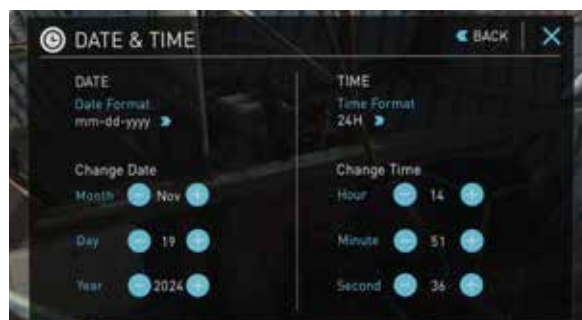 DATE & TIME
BACK
DATE
Date Format
mm-dd-yyyy
Change Date
Month
Nov
Day
19
Year
2024
TIME
Time Format
24H
Change Time
Hour
14
Minute
51
Second
36